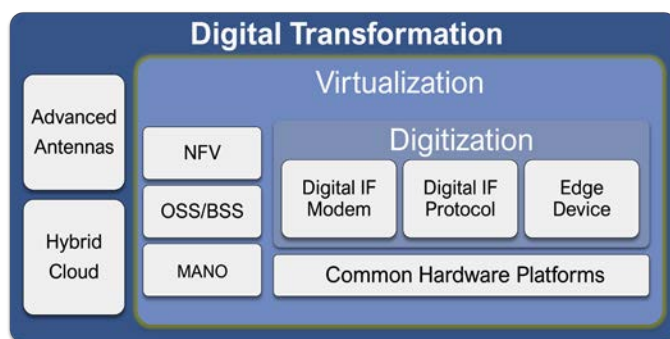 Digital Transformation
Advanced
Antennas
Hybrid
Cloud
Virtualization
NFV
OSS/BSS
MANO
Digitization
Digital IF
Modem
Digital IF
Protocol
Edge
Device
Common Hardware Platforms